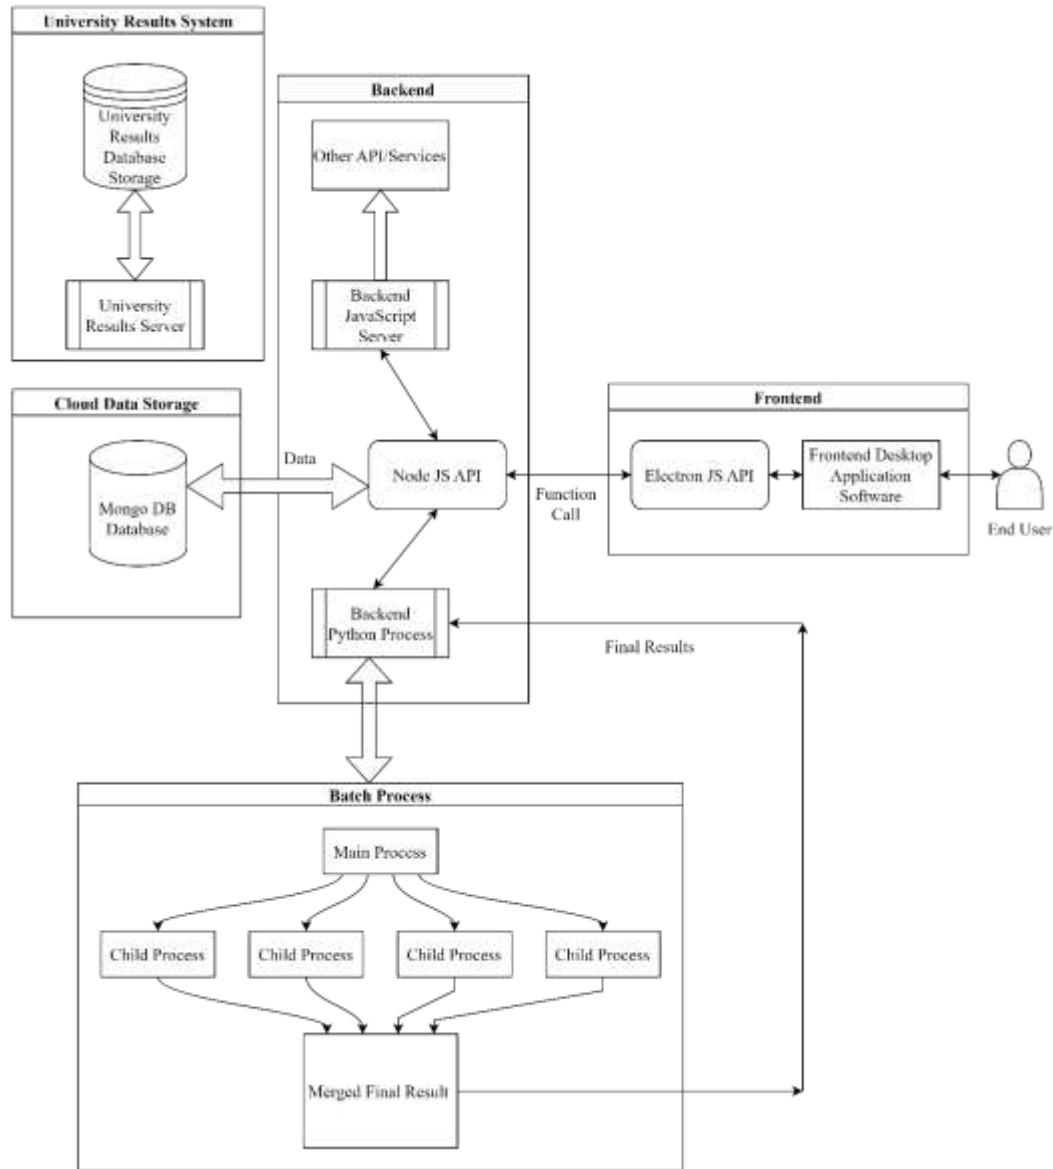 University Results System
University
Results
Database
Storage
University
Results Server
Backend
Other API/Services
Backend
JavaScript
Server
Cloud Data Storage
Mongo DB
Database
Data
Node JS API
Function
Call
Frontend
Electron JS API
Frontend Desktop
Application
Software
End User
Backend
Python Process
Final Results
Batch Process
Main Process
Child Process
Child Process
Child Process
Child Process
Merged Final Result